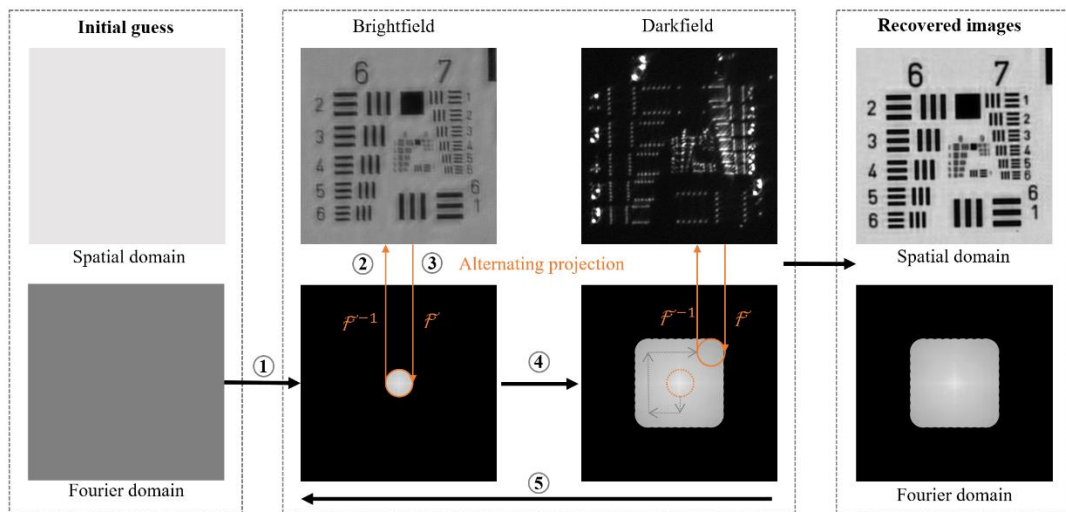 Initial guess
Brightfield
Darkfield
Recovered images
6 7
2
3
4
5
6
1
2
3
4
5
6
6
1
6 7
2
3
4
5
6
1
2
3
4
5
6
6
1
Spatial domain
② ③ Alternating projection
Spatial domain
ℱ⁻¹ ℱ
ℱ⁻¹ ℱ
①
④
Fourier domain
⑤
Fourier domain